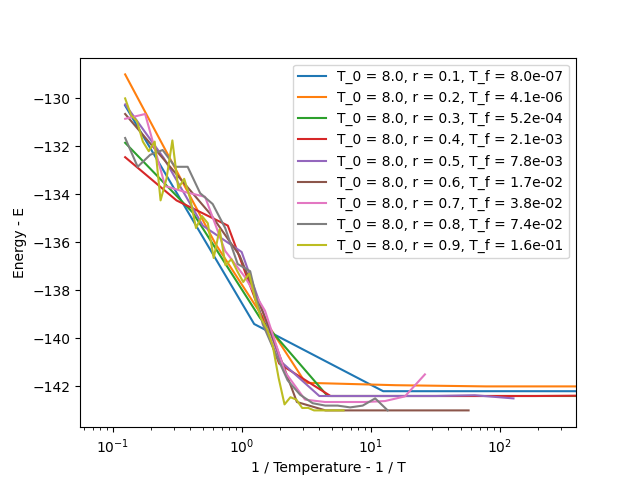 T_0 = 8.0, r = 0.1, T_f = 8.0e-07
T_0 = 8.0, r = 0.2, T_f = 4.1e-06
T_0 = 8.0, r = 0.3, T_f = 5.2e-04
T_0 = 8.0, r = 0.4, T_f = 2.1e-03
T_0 = 8.0, r = 0.5, T_f = 7.8e-03
T_0 = 8.0, r = 0.6, T_f = 1.7e-02
T_0 = 8.0, r = 0.7, T_f = 3.8e-02
T_0 = 8.0, r = 0.8, T_f = 7.4e-02
T_0 = 8.0, r = 0.9, T_f = 1.6e-01
Energy - E
−130
−132
−134
−136
−138
−140
−142
10⁻¹ 10⁰ 10¹ 10²
1 / Temperature - 1 / T